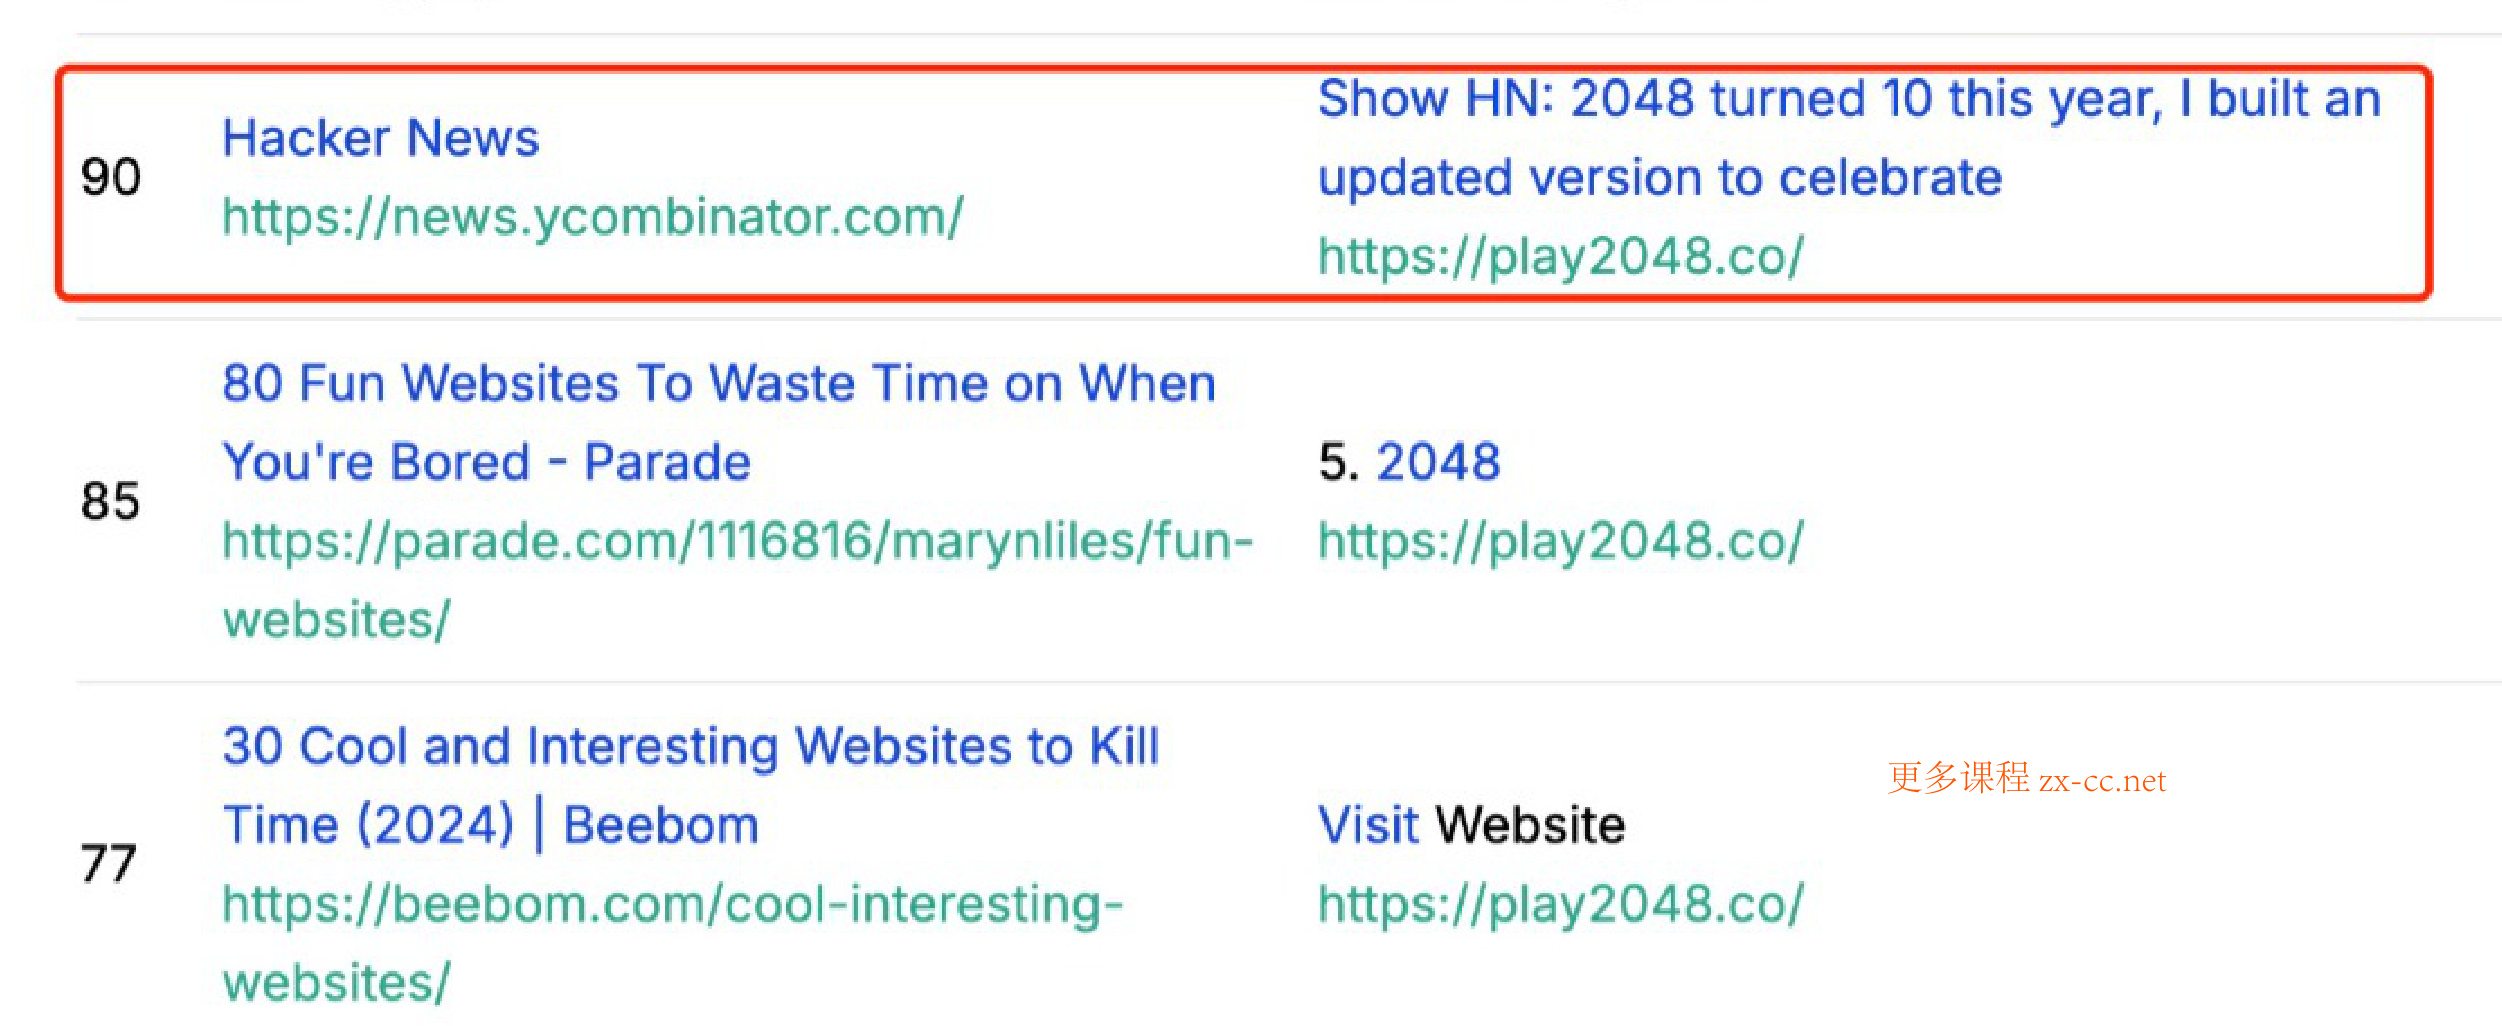 90
Hacker News
https://news.ycombinator.com/
Show HN: 2048 turned 10 this year, I built an
updated version to celebrate
https://play2048.co/
85
80 Fun Websites To Waste Time on When
You're Bored - Parade
https://parade.com/1116816/marynliles/fun-
websites/
5. 2048
https://play2048.co/
77
30 Cool and Interesting Websites to Kill
Time (2024) | Beebom
https://beebom.com/cool-interesting-
websites/
Visit Website
https://play2048.co/
更多课程 zx-cc.net